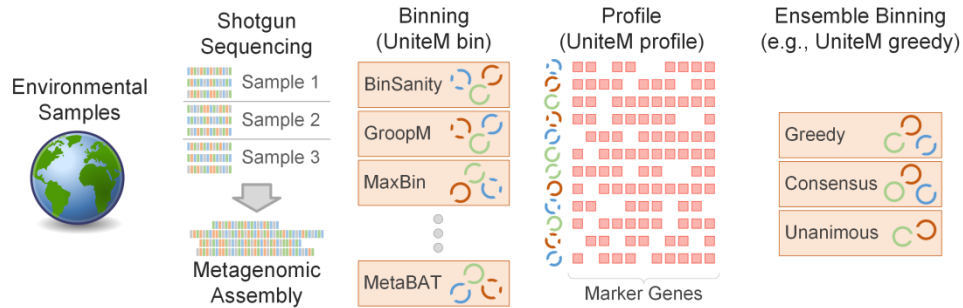 Environmental
Samples
Shotgun
Sequencing
Sample 1
Sample 2
Sample 3
Metagenomic
Assembly
Binning
(UniteM bin)
BinSanity
GroopM
MaxBin
MetaBAT
Profile
(UniteM profile)
Marker Genes
Ensemble Binning
(e.g., UniteM greedy)
Greedy
Consensus
Unanimous